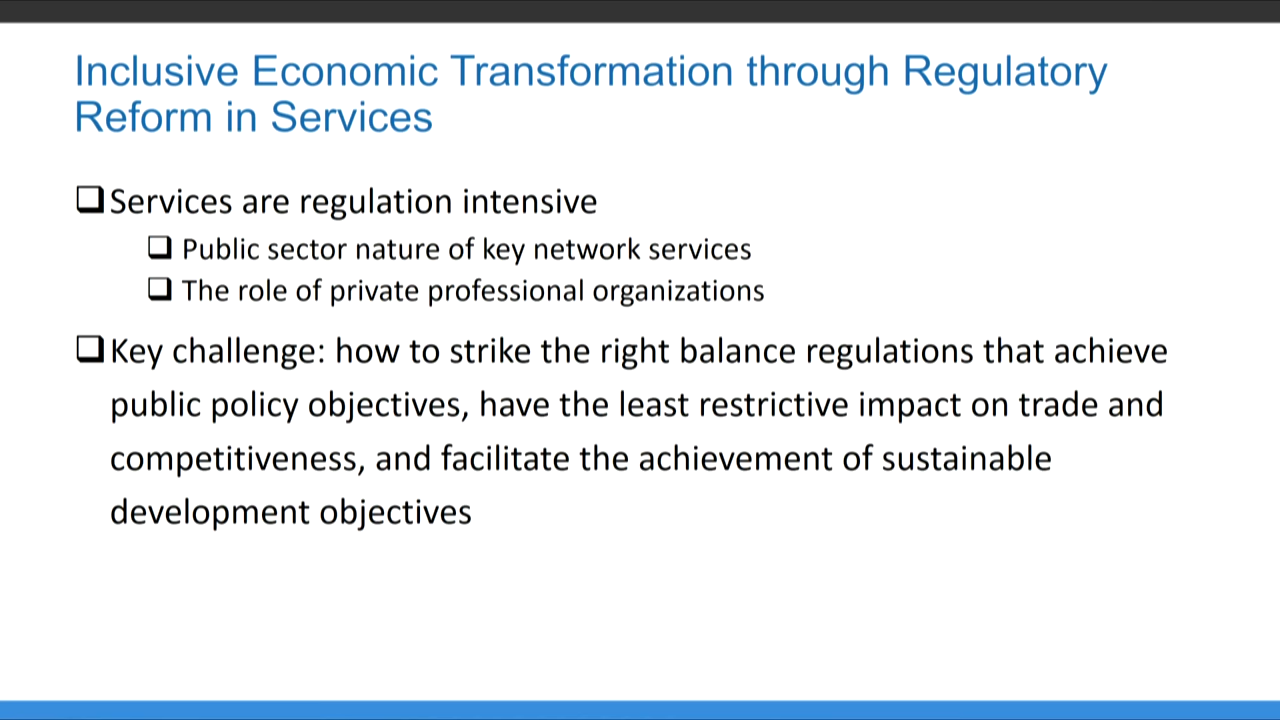 Inclusive Economic Transformation through Regulatory
Reform in Services
Services are regulation intensive
Public sector nature of key network services
The role of private professional organizations
Key challenge: how to strike the right balance regulations that achieve
public policy objectives, have the least restrictive impact on trade and
competitiveness, and facilitate the achievement of sustainable
development objectives